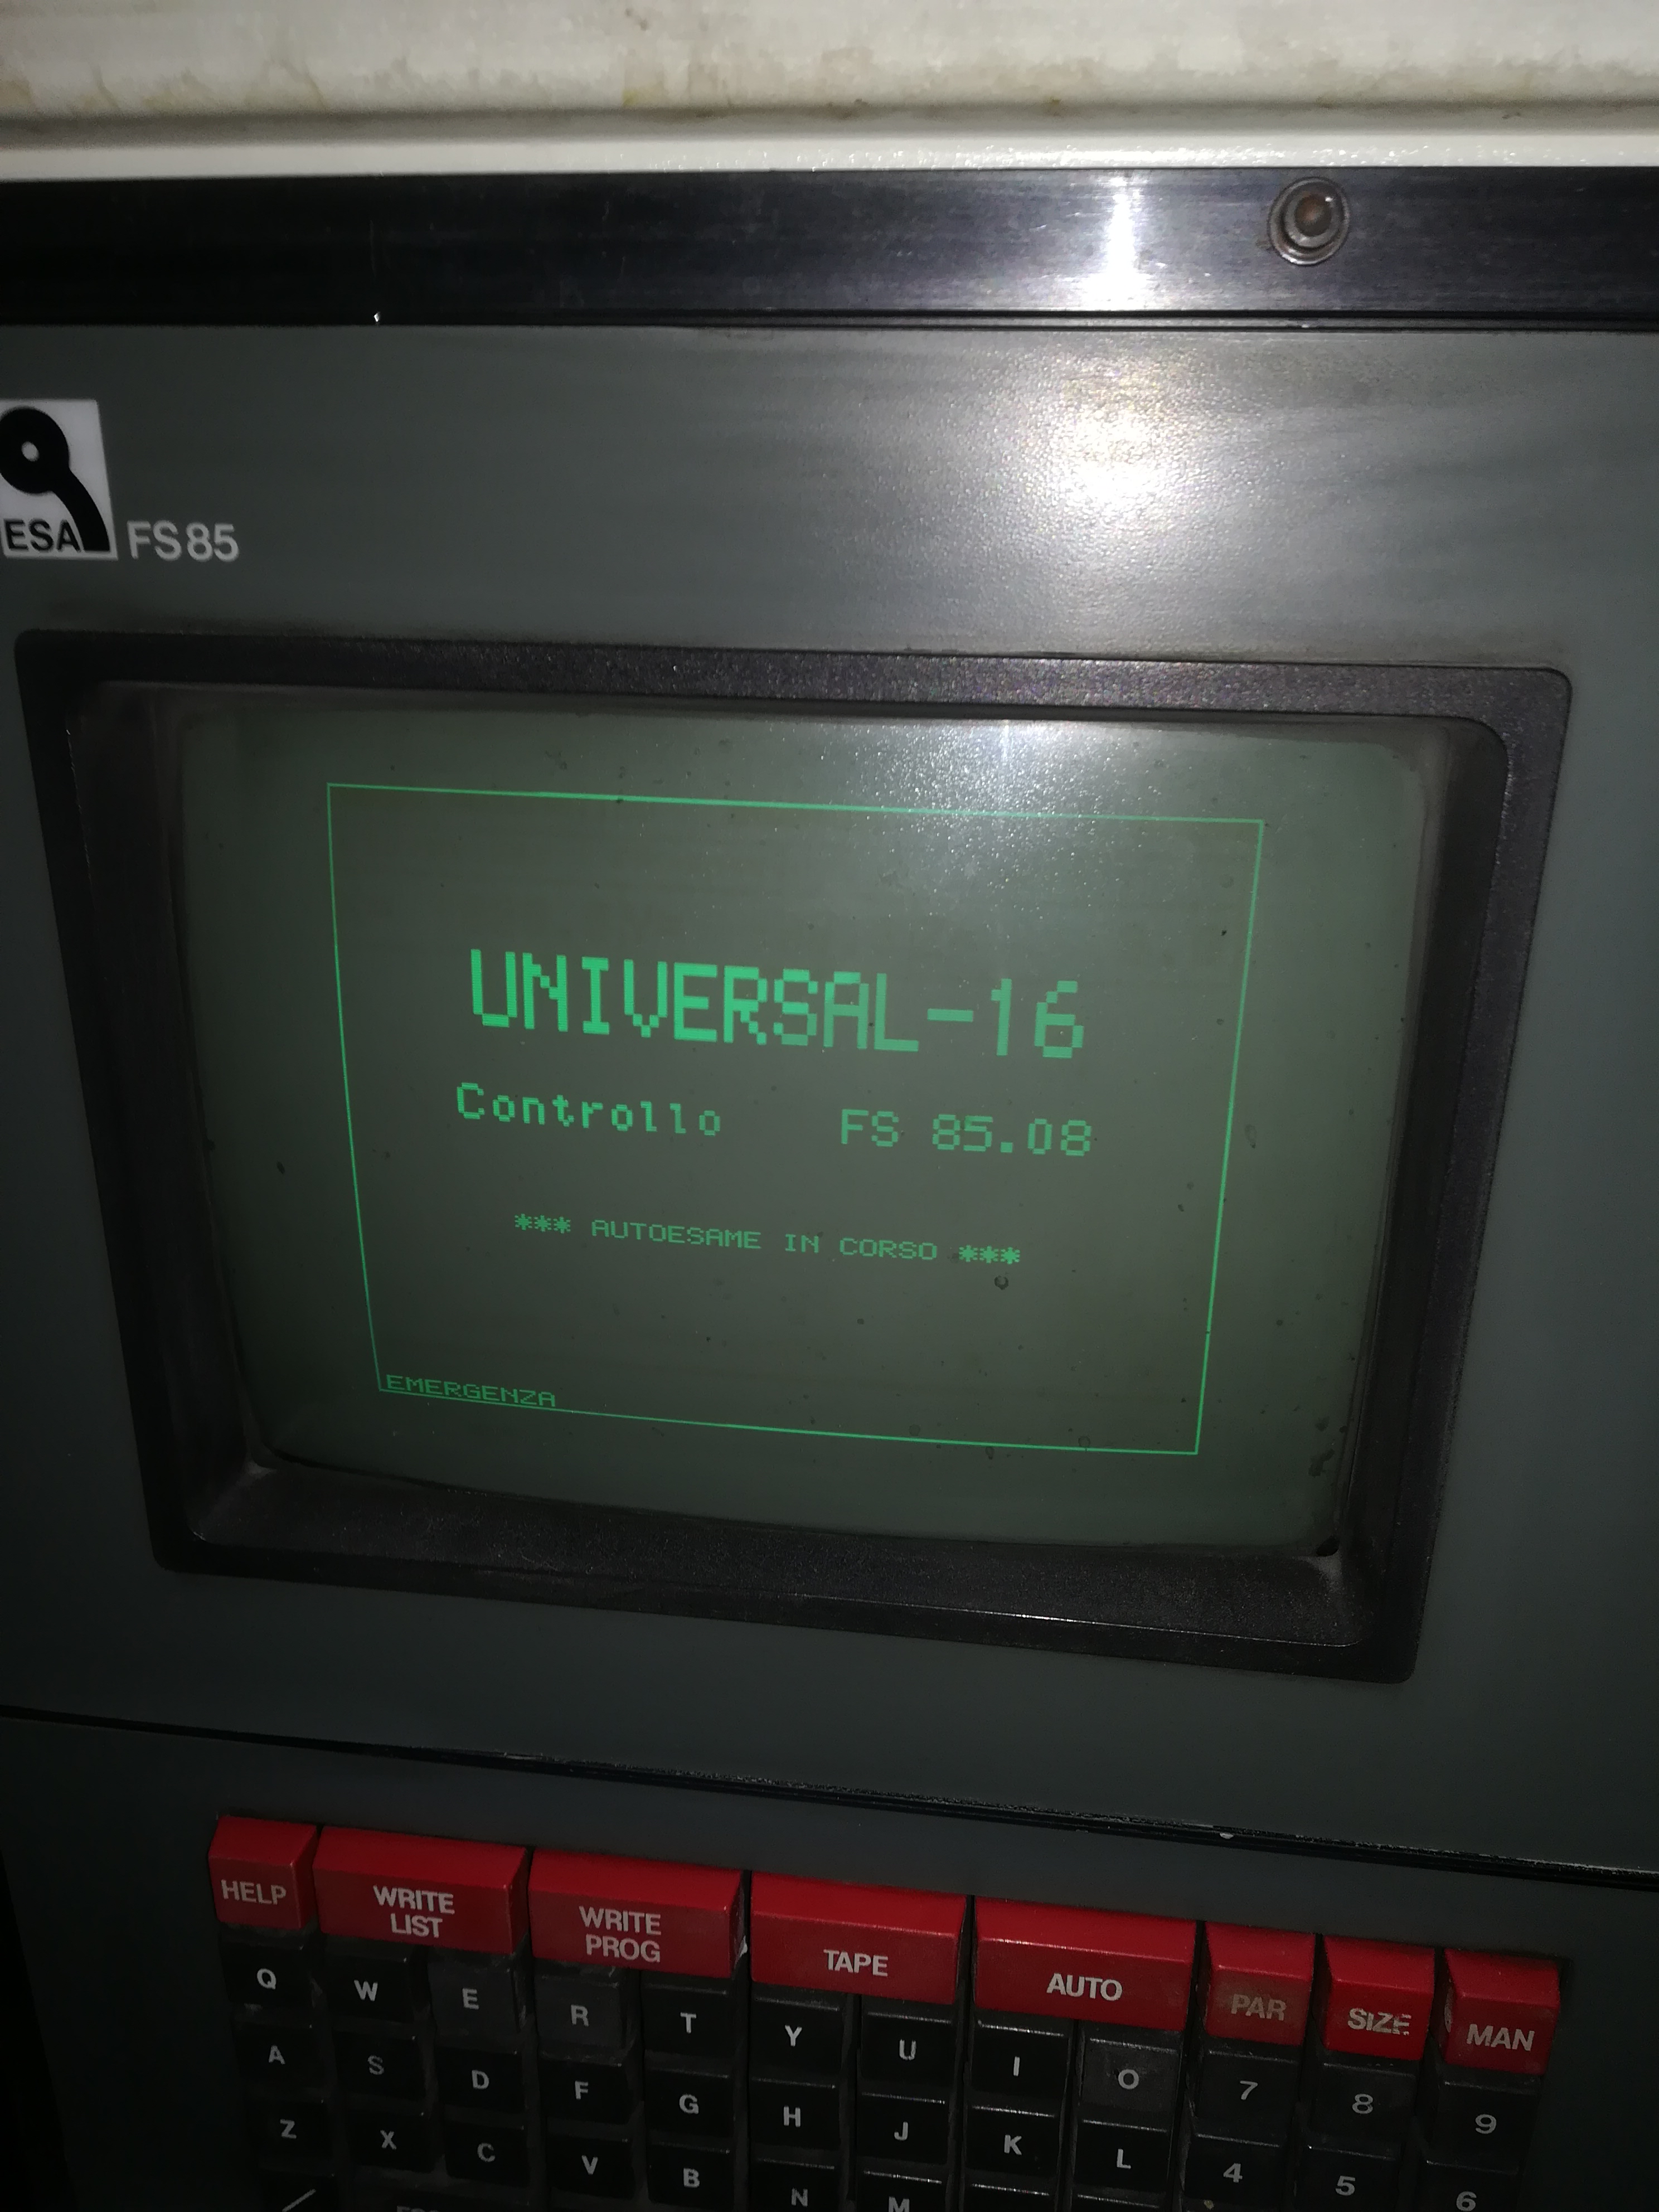 ESA FS85
UNIVERSAL-16
Controllo FS 85.08
*** AUTOESAME IN CORSO ***
EMERGENZA
HELP WRITE LIST WRITE PROG TAPE AUTO PAR SIZE MAN
Q W E R T Y U I O 7 8 9
A S D F G H J K L 4 5 6
Z X C V B N M